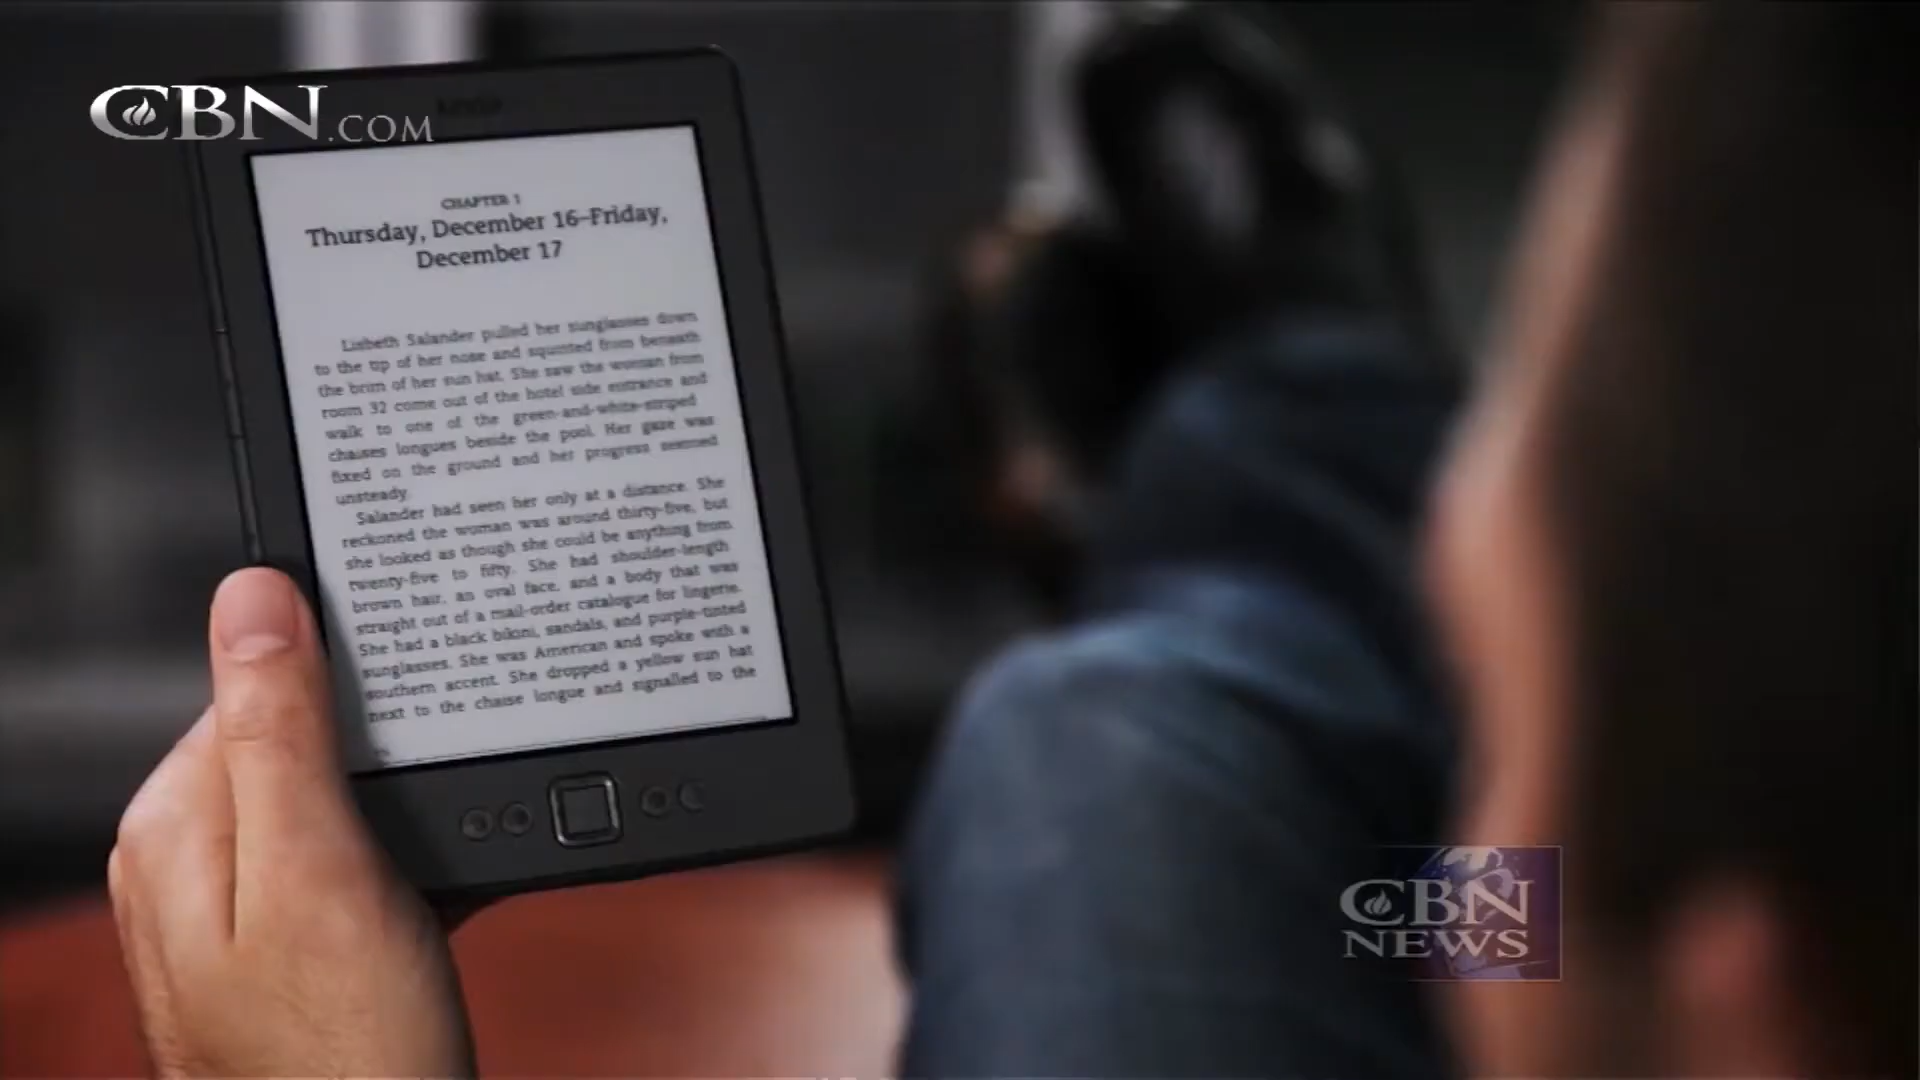 CBN.COM
kindle
CHAPTER 1
Thursday, December 16–Friday,
December 17
Lisbeth Salander pulled her sunglasses down
to the tip of her nose and squinted from beneath
the brim of her sun hat. She saw the woman from
room 32 come out of the hotel side entrance and
walk to one of the green-and-white-striped
chaises longues beside the pool. Her gaze was
fixed on the ground and her progress seemed
unsteady.
Salander had seen her only at a distance. She
reckoned the woman was around thirty-five, but
she looked as though she could be anything from
twenty-five to fifty. She had shoulder-length
brown hair, an oval face, and a body that was
straight out of a mail-order catalogue for lingerie.
She had a black bikini, sandals, and purple-tinted
sunglasses. She was American and spoke with a
southern accent. She dropped a yellow sun hat
next to the chaise longue and signalled to the
CBN
NEWS